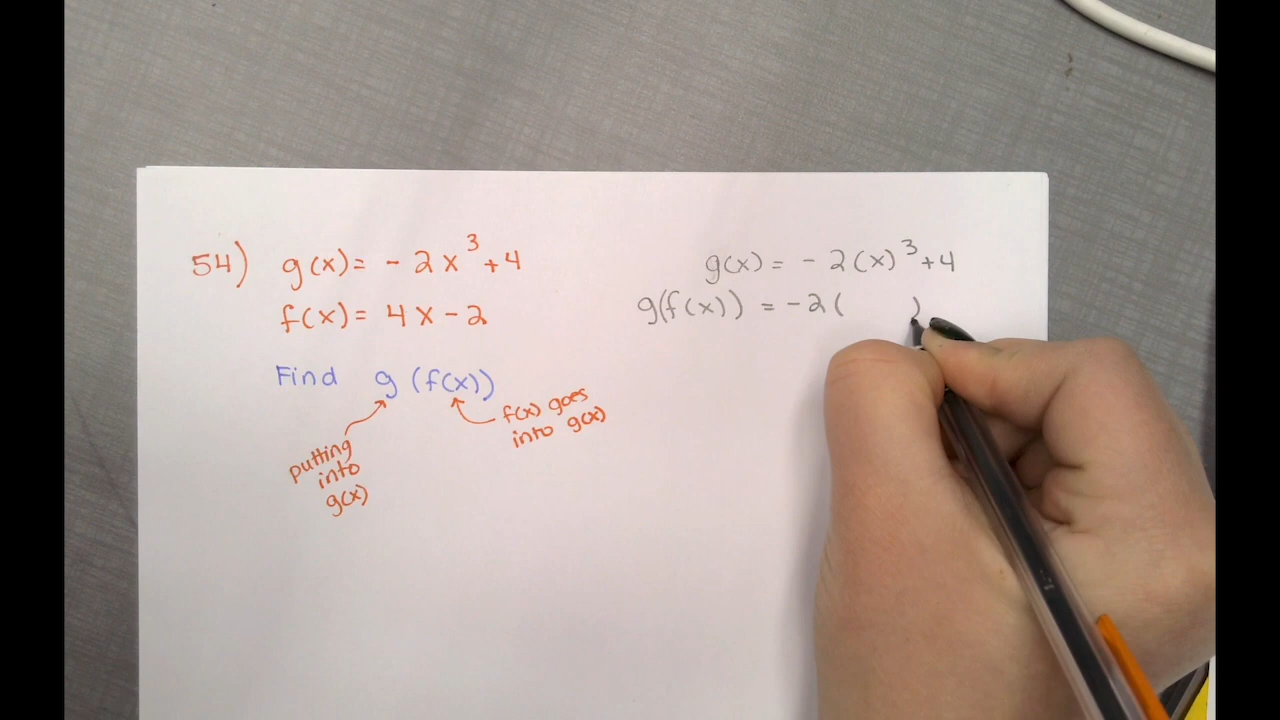 54) g(x) = - 2x³ + 4
f(x) = 4x - 2
Find g (f(x))
putting
into
g(x)
f(x) goes
into g(x)
g(x) = - 2(x)³ + 4
g(f(x)) = -2( )